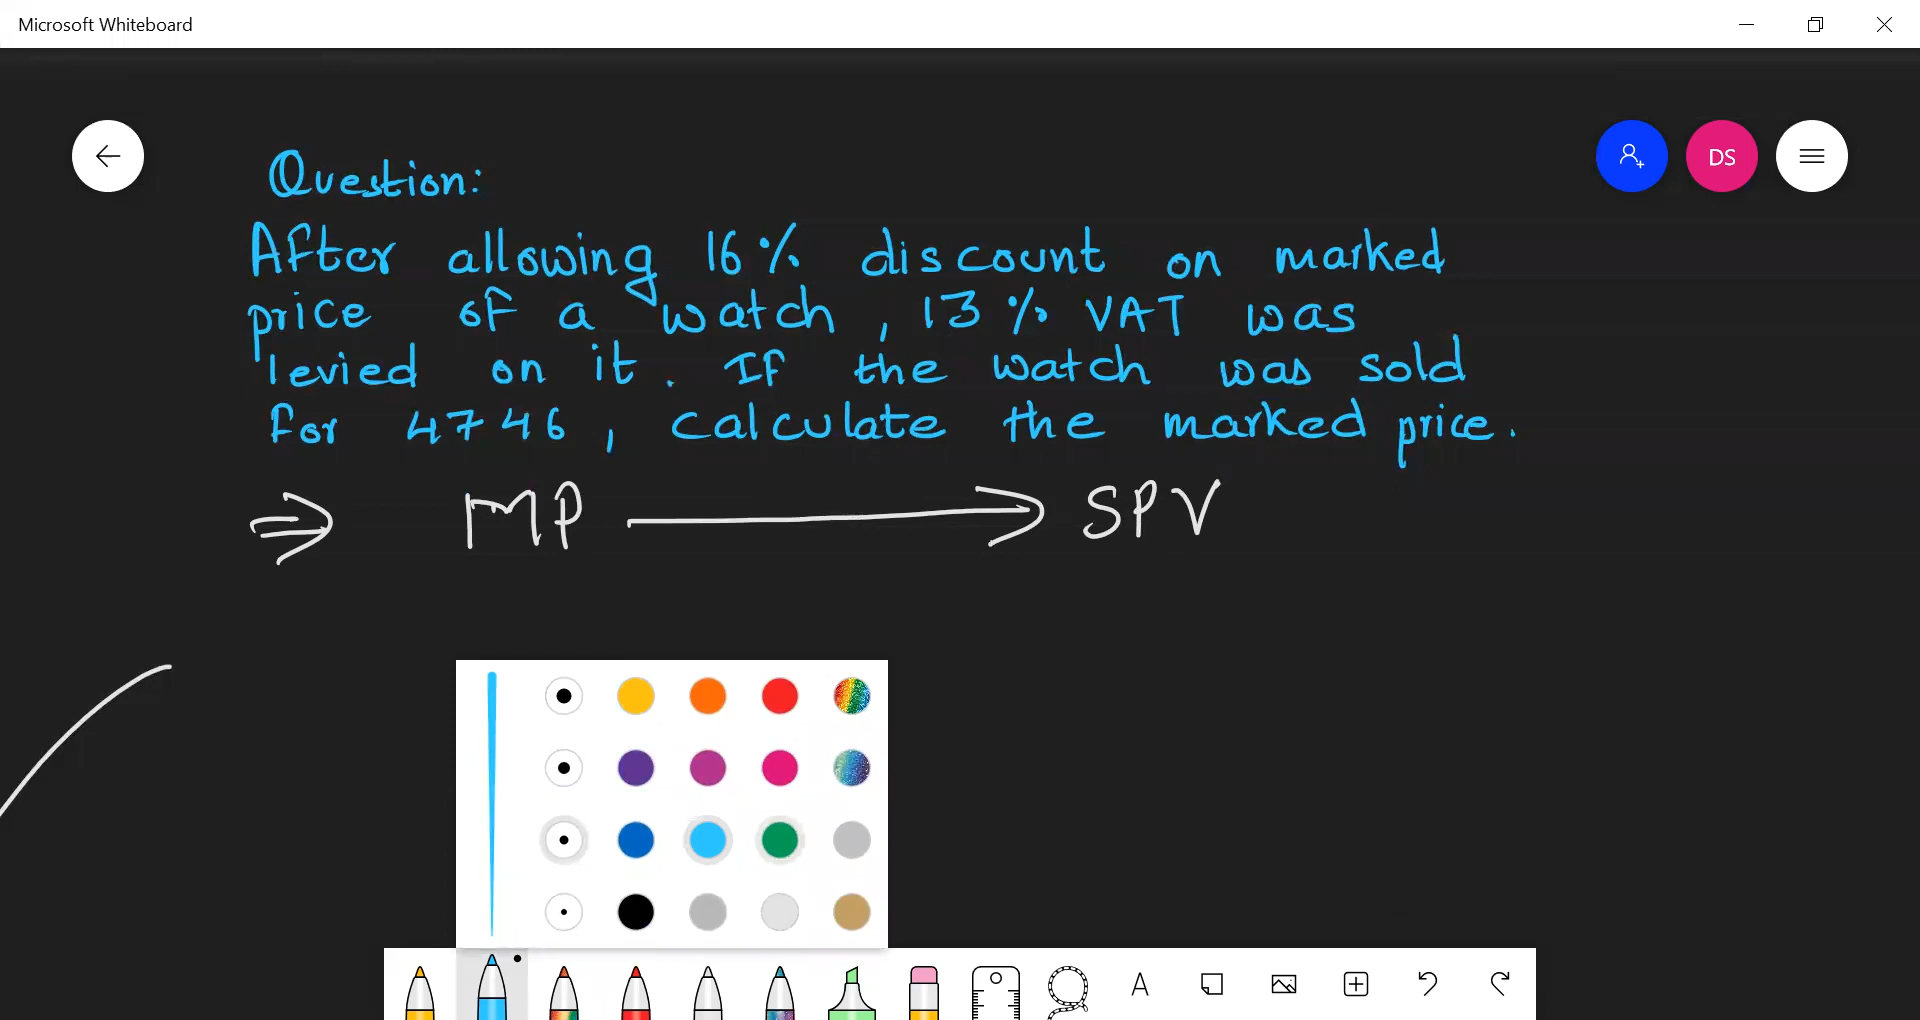 Microsoft Whiteboard
DS
Question:
After allowing 16% discount on marked
price of a watch, 13% VAT was
levied on it. If the watch was sold
for 4746, calculate the marked price.
⇒ MP → SPV
A